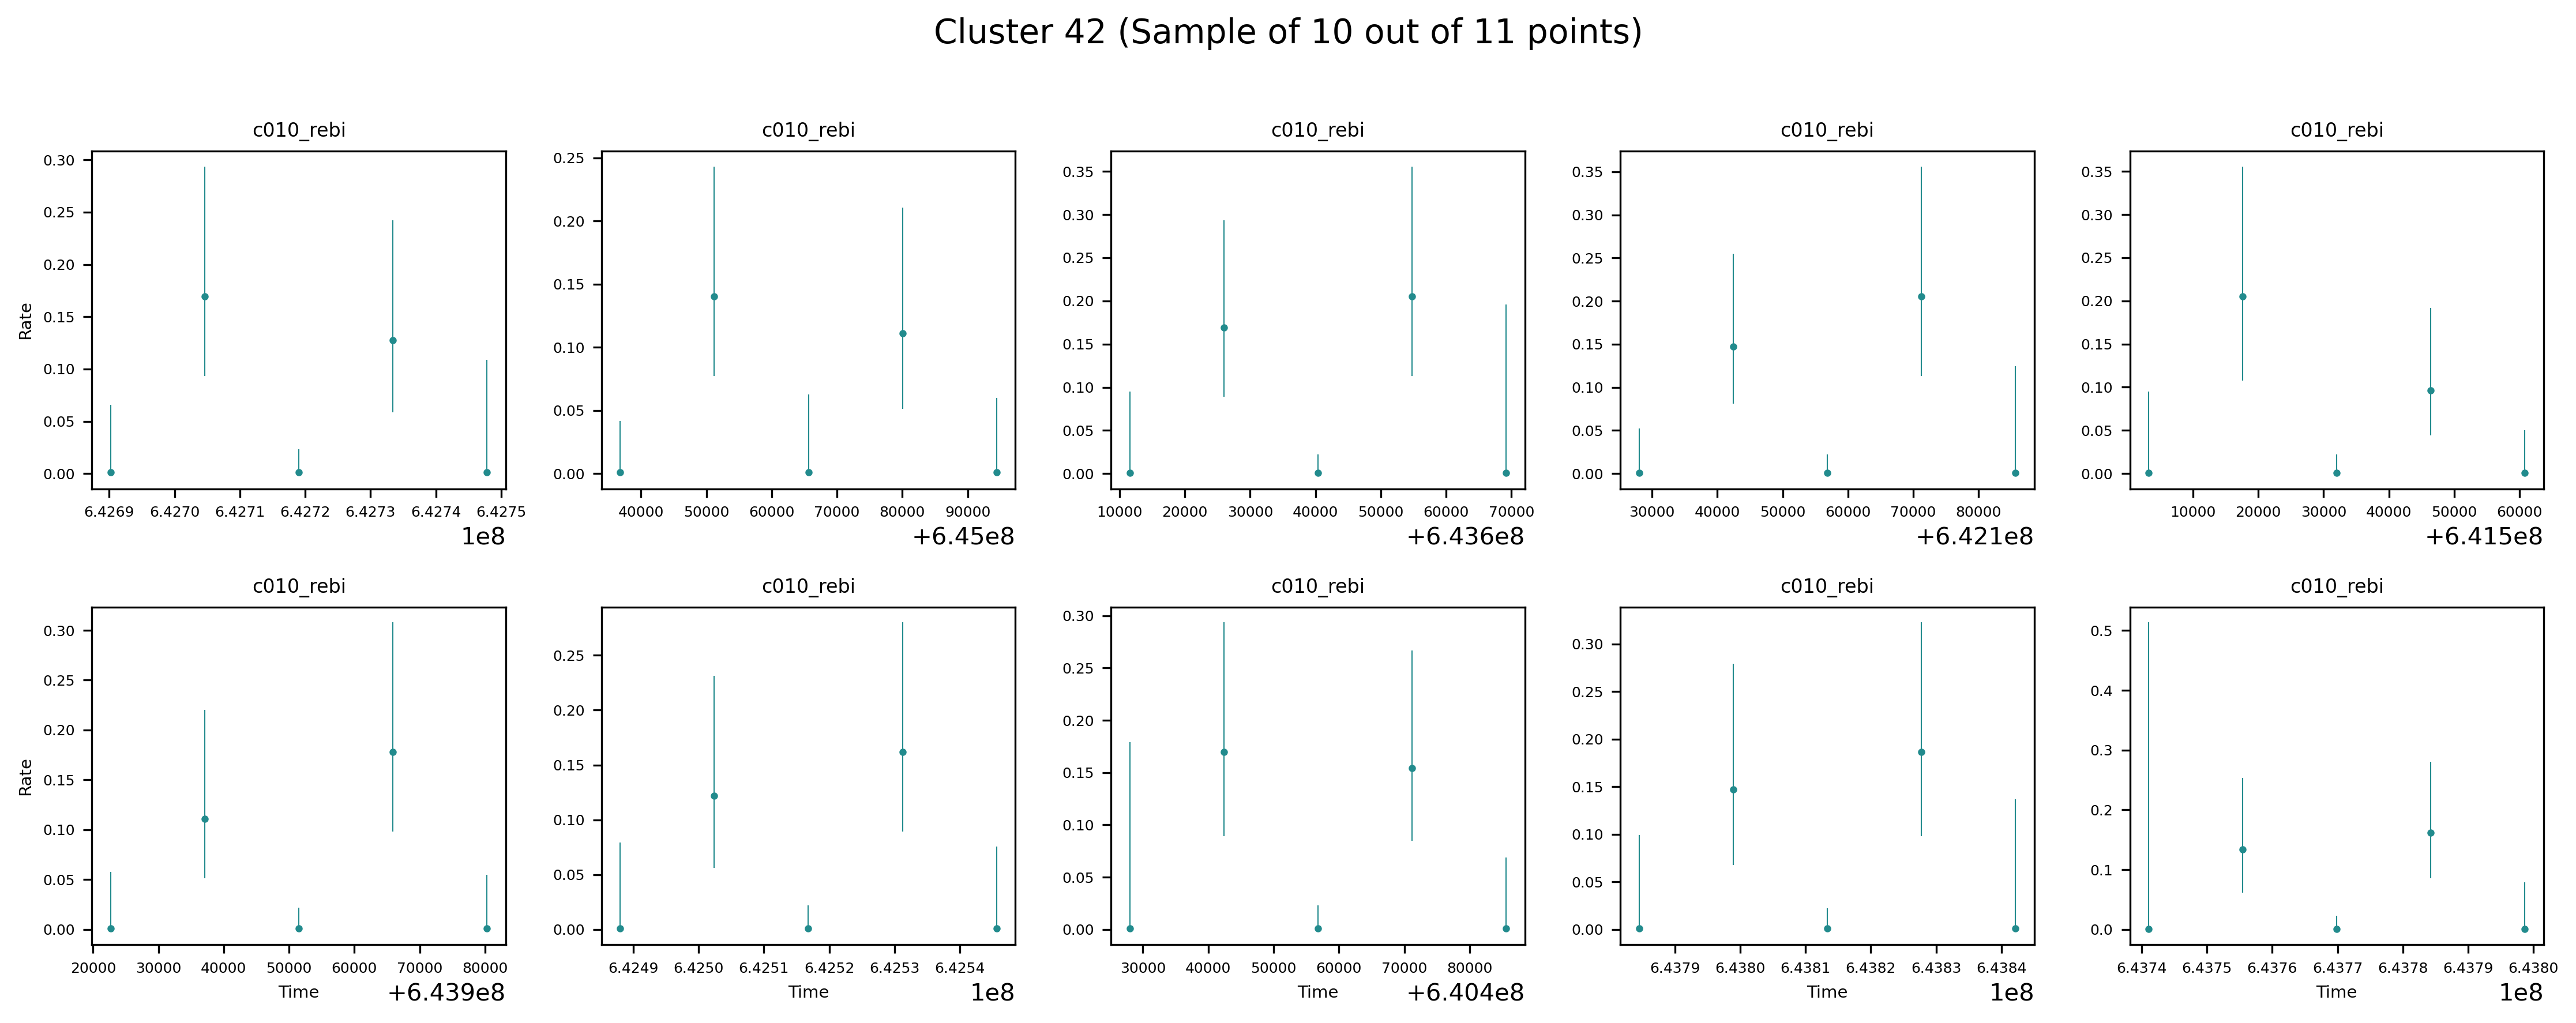 Cluster 42 (Sample of 10 out of 11 points)
c010_rebi c010_rebi c010_rebi c010_rebi c010_rebi
0.30 0.25 0.20 0.15 0.10 0.05 0.00
Rate
6.4269 6.4270 6.4271 6.4272 6.4273 6.4274 6.4275
1e8
0.25 0.20 0.15 0.10 0.05 0.00
40000 50000 60000 70000 80000 90000
+6.45e8
0.35 0.30 0.25 0.20 0.15 0.10 0.05 0.00
10000 20000 30000 40000 50000 60000 70000
+6.436e8
0.35 0.30 0.25 0.20 0.15 0.10 0.05 0.00
30000 40000 50000 60000 70000 80000
+6.421e8
0.35 0.30 0.25 0.20 0.15 0.10 0.05 0.00
10000 20000 30000 40000 50000 60000
+6.415e8
c010_rebi c010_rebi c010_rebi c010_rebi c010_rebi
0.30 0.25 0.20 0.15 0.10 0.05 0.00
Rate
20000 30000 40000 50000 60000 70000 80000
Time +6.439e8
0.25 0.20 0.15 0.10 0.05 0.00
6.4249 6.4250 6.4251 6.4252 6.4253 6.4254
Time 1e8
0.30 0.25 0.20 0.15 0.10 0.05 0.00
30000 40000 50000 60000 70000 80000
Time +6.404e8
0.30 0.25 0.20 0.15 0.10 0.05 0.00
6.4379 6.4380 6.4381 6.4382 6.4383 6.4384
Time 1e8
0.5 0.4 0.3 0.2 0.1 0.0
6.4374 6.4375 6.4376 6.4377 6.4378 6.4379 6.4380
Time 1e8